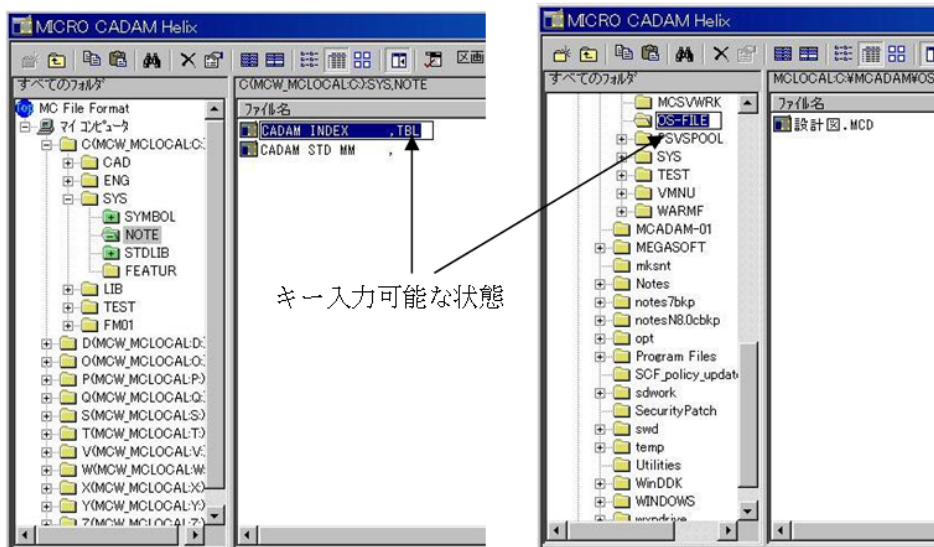 MICRO CADAM Helix
区画
すべてのフォルダ
C(MCW_MCLOCAL:C:):SYS,NOTE
MC File Format
マイ コンピュータ
C(MCW_MCLOCAL:C:
CAD
ENG
SYS
SYMBOL
NOTE
STDLIB
FEATUR
LIB
TEST
FM01
D(MCW_MCLOCAL:D:
O(MCW_MCLOCAL:O:
P(MCW_MCLOCAL:P:)
Q(MCW_MCLOCAL:Q:
S(MCW_MCLOCAL:S:)
T(MCW_MCLOCAL:T:)
V(MCW_MCLOCAL:V:
W(MCW_MCLOCAL:W:
X(MCW_MCLOCAL:X:)
Y(MCW_MCLOCAL:Y:)
Z(MCW_MCLOCAL:Z:)
ファイル名
CADAM INDEX ,TBL
CADAM STD MM ,
キー入力可能な状態
MICRO CADAM Helix
すべてのフォルダ
MCLOCAL:C:¥MCADAM¥OS
MCSVWRK
OS-FILE
PSVSPOOL
SYS
TEST
VMNU
WARMF
MCADAM-01
MEGASOFT
mksnt
Notes
notes7bkp
notesN8.0cbkp
opt
Program Files
SCF_policy_updat
sdwork
SecurityPatch
swd
temp
Utilities
WinDDK
WINDOWS
ファイル名
設計図.MCD